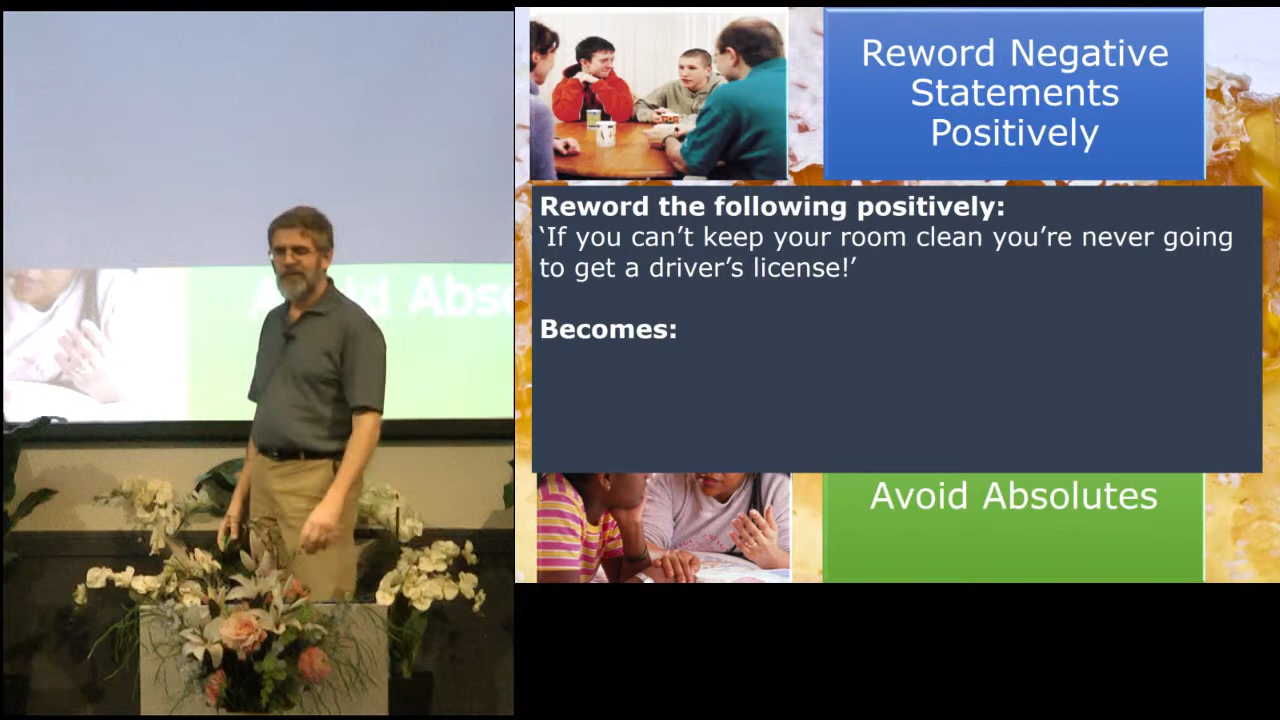 Reword Negative
Statements
Positively
Reword the following positively:
‘If you can’t keep your room clean you’re never going
to get a driver’s license!’
Becomes:
Avoid Absolutes